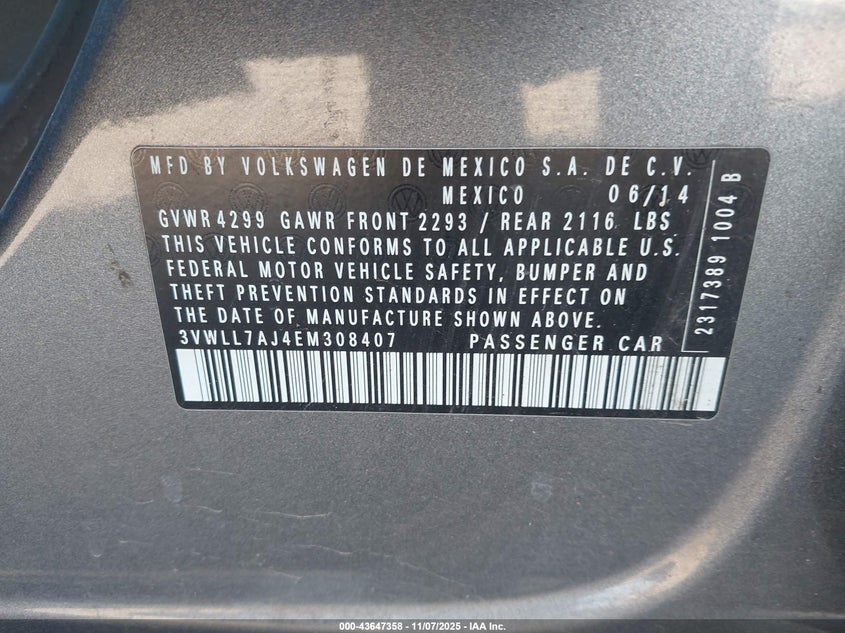 MFD BY VOLKSWAGEN DE MEXICO S.A. DE C.V.
MEXICO 06/14
GVWR 4299 GAWR FRONT 2293 / REAR 2116 LBS
THIS VEHICLE CONFORMS TO ALL APPLICABLE U.S.
FEDERAL MOTOR VEHICLE SAFETY, BUMPER AND
THEFT PREVENTION STANDARDS IN EFFECT ON
THE DATE OF MANUFACTURE SHOWN ABOVE.
3VWLL7AJ4EM308407 PASSENGER CAR
2317389 1004 B
000-43647358 | 11/07/2025 - IAA Inc.